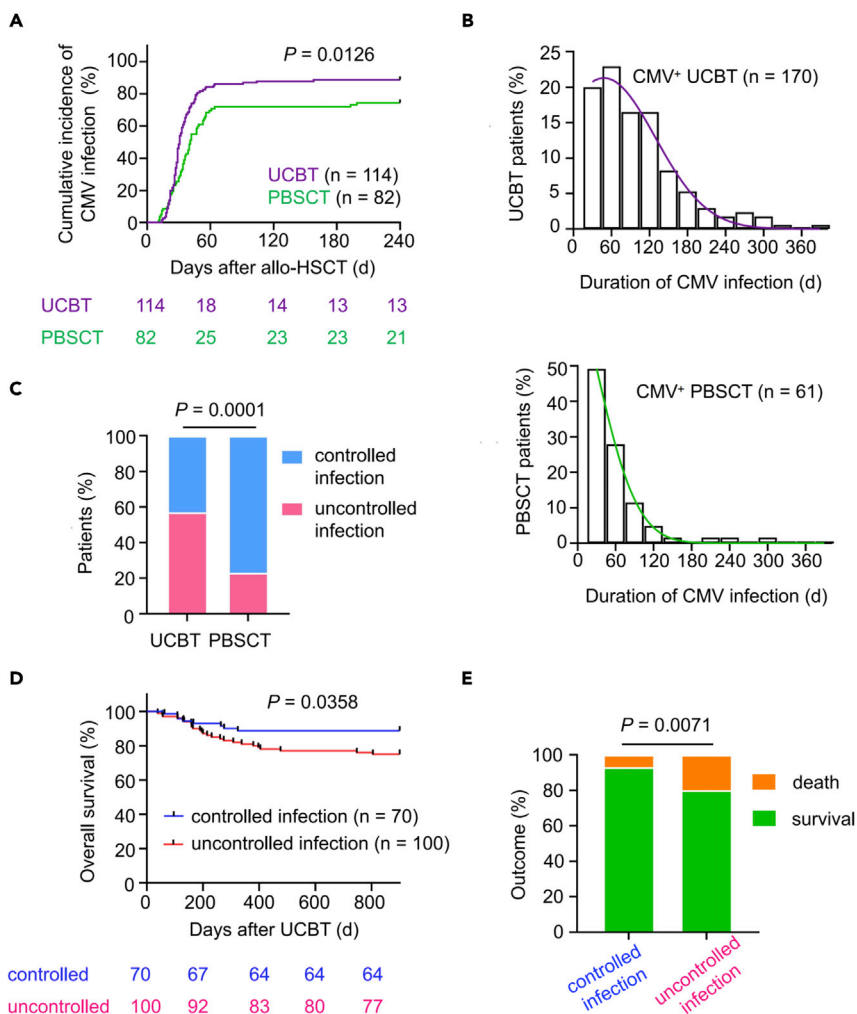 A
Cumulative incidence of
CMV infection (%)
100
80
60
40
20
0
P = 0.0126
UCBT (n = 114)
PBSCT (n = 82)
0 60 120 180 240
Days after allo-HSCT (d)
UCBT 114 18 14 13 13
PBSCT 82 25 23 23 21
B
UCBT patients (%)
25
20
15
10
5
0
CMV⁺ UCBT (n = 170)
0 60 120 180 240 300 360
Duration of CMV infection (d)
PBSCT patients (%)
50
40
30
20
10
0
CMV⁺ PBSCT (n = 61)
0 60 120 180 240 300 360
Duration of CMV infection (d)
C
P = 0.0001
Patients (%)
100
80
60
40
20
0
UCBT PBSCT
controlled
infection
uncontrolled
infection
D
P = 0.0358
Overall survival (%)
100
80
60
40
20
0
controlled infection (n = 70)
uncontrolled infection (n = 100)
0 200 400 600 800
Days after UCBT (d)
controlled 70 67 64 64 64
uncontrolled 100 92 83 80 77
E
P = 0.0071
Outcome (%)
100
80
60
40
20
0
death
survival
controlled
infection
uncontrolled
infection